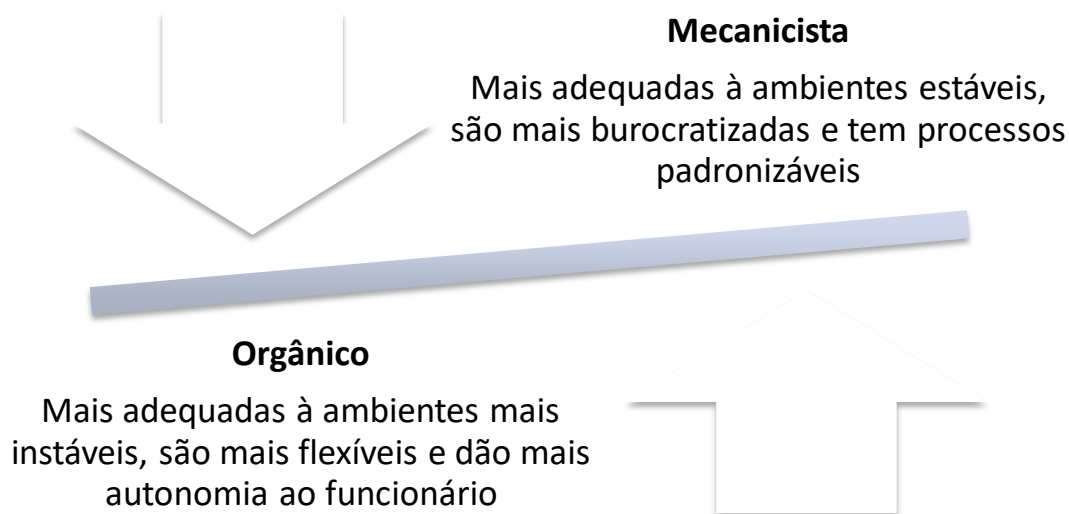 Mecanicista
Mais adequadas à ambientes estáveis,
são mais burocratizadas e tem processos
padronizáveis
Orgânico
Mais adequadas à ambientes mais
instáveis, são mais flexíveis e dão mais
autonomia ao funcionário